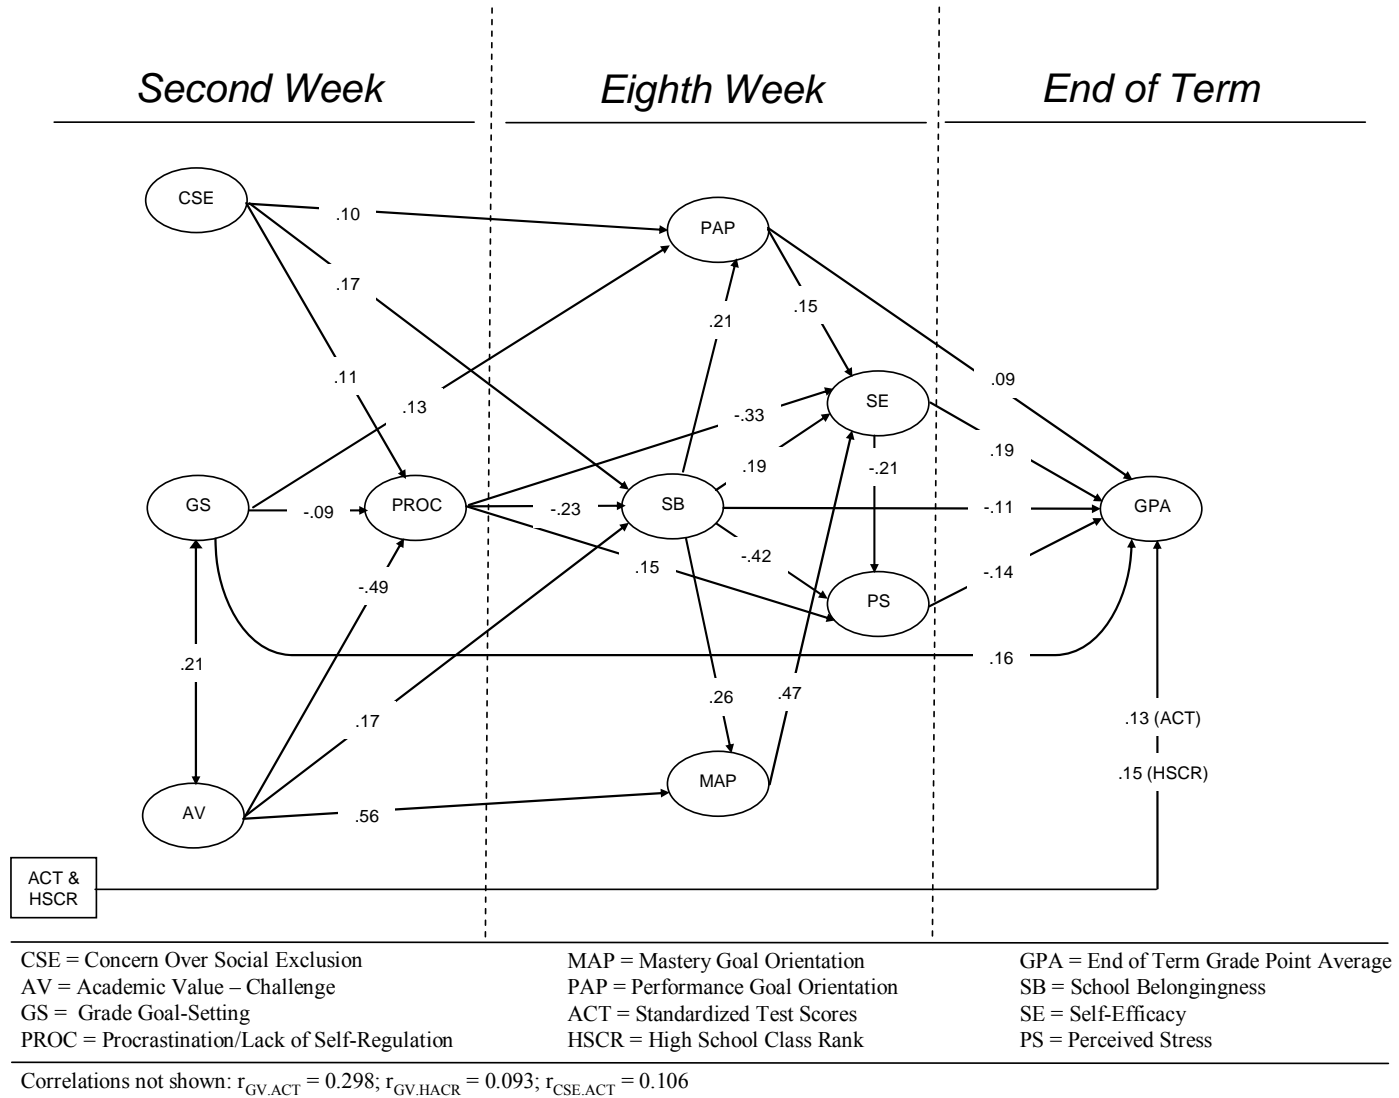 Second Week
Eighth Week
End of Term
CSE
.10
PAP
.17
.21
.15
.11
.13
-.33
SE
.09
.19
-.21
.19
GS
-.09
PROC
-.23
SB
-.11
GPA
-.49
.15
-.42
PS
-.14
.21
.16
.17
.26
.47
.13 (ACT)
.15 (HSCR)
AV
.56
MAP
ACT &
HSCR
CSE = Concern Over Social Exclusion
AV = Academic Value – Challenge
GS = Grade Goal-Setting
PROC = Procrastination/Lack of Self-Regulation
MAP = Mastery Goal Orientation
PAP = Performance Goal Orientation
ACT = Standardized Test Scores
HSCR = High School Class Rank
GPA = End of Term Grade Point Average
SB = School Belongingness
SE = Self-Efficacy
PS = Perceived Stress
Correlations not shown: rGV.ACT = 0.298; rGV.HACR = 0.093; rCSE.ACT = 0.106